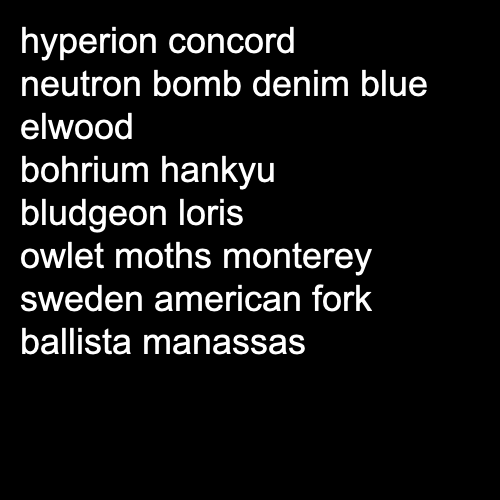 hyperion concord
neutron bomb denim blue
elwood
bohrium hankyu
bludgeon loris
owlet moths monterey
sweden american fork
ballista manassas